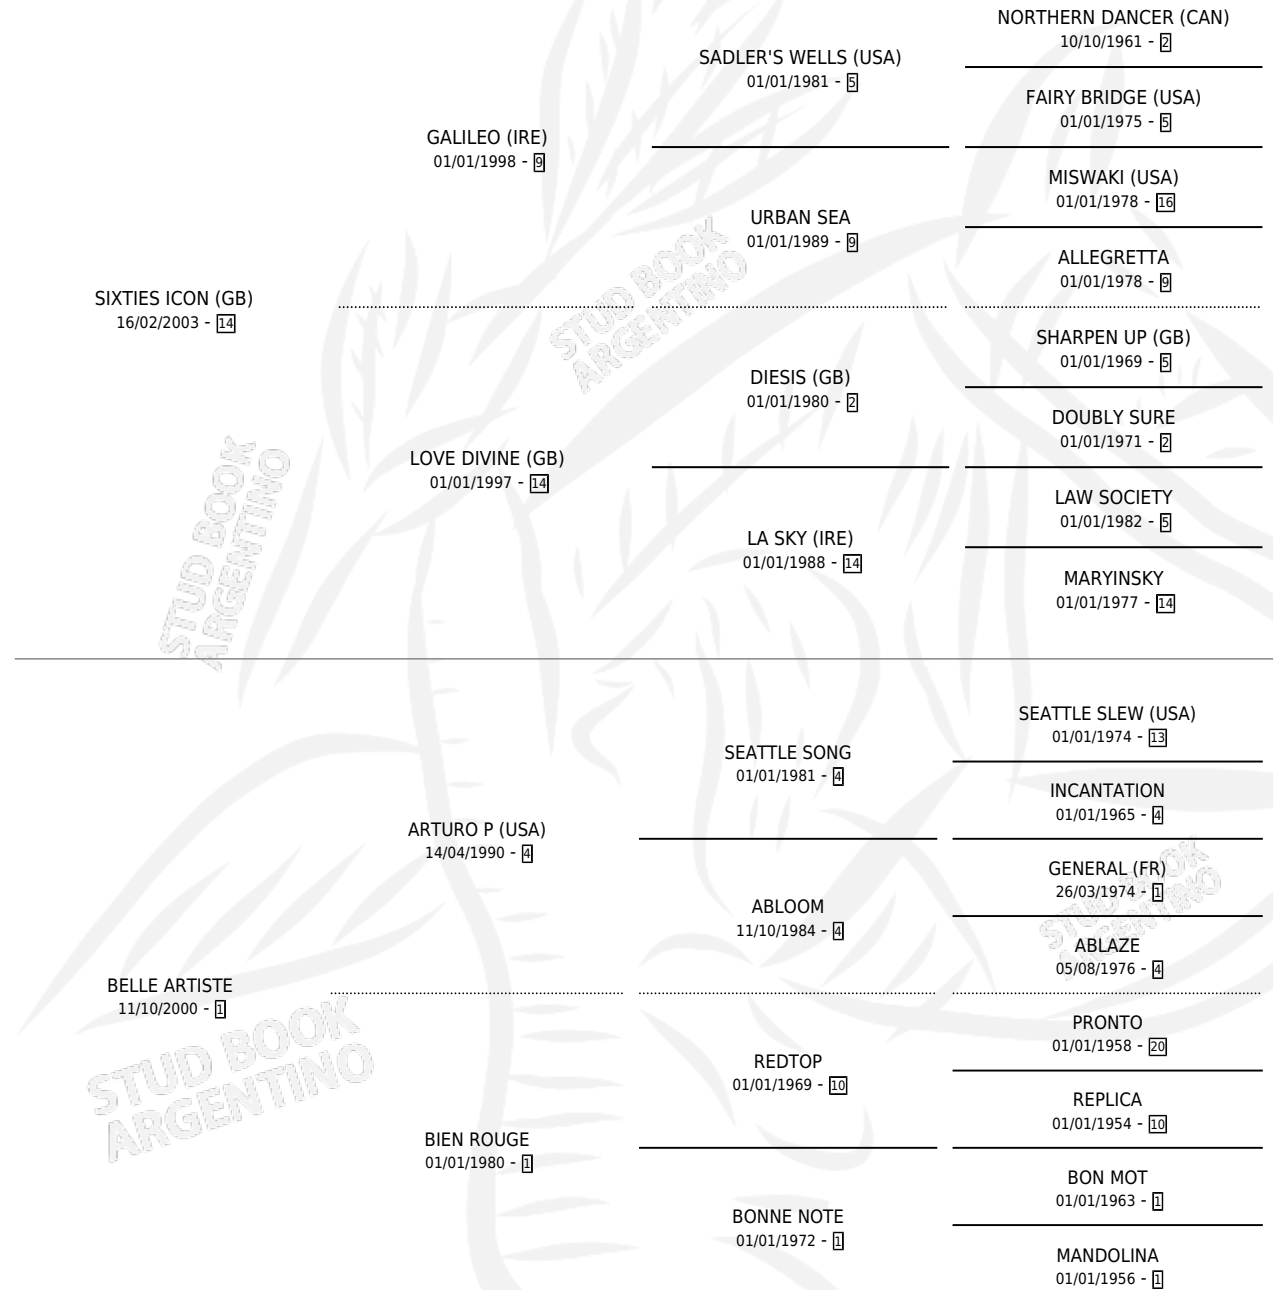 NORTHERN DANCER (CAN)
10/10/1961 - 2
SADLER'S WELLS (USA)
01/01/1981 - 5
FAIRY BRIDGE (USA)
01/01/1975 - 5
GALILEO (IRE)
01/01/1998 - 9
MISWAKI (USA)
01/01/1978 - 16
URBAN SEA
01/01/1989 - 9
ALLEGRETTA
01/01/1978 - 9
SIXTIES ICON (GB)
16/02/2003 - 14
STUD BOOK
ARGENTINO
SHARPEN UP (GB)
01/01/1969 - 5
DIESIS (GB)
01/01/1980 - 2
DOUBLY SURE
01/01/1971 - 2
LOVE DIVINE (GB)
01/01/1997 - 14
LAW SOCIETY
01/01/1982 - 5
LA SKY (IRE)
01/01/1988 - 14
MARYINSKY
01/01/1977 - 14
STUD BOOK
ARGENTINO
SEATTLE SLEW (USA)
01/01/1974 - 13
SEATTLE SONG
01/01/1981 - 4
INCANTATION
01/01/1965 - 4
ARTURO P (USA)
14/04/1990 - 4
GENERAL (FR)
26/03/1974 - 1
ABLOOM
11/10/1984 - 4
STUD BOOK
ARGENTINO
ABLAZE
05/08/1976 - 4
BELLE ARTISTE
11/10/2000 - 1
PRONTO
01/01/1958 - 20
STUD BOOK
ARGENTINO
REDTOP
01/01/1969 - 10
REPLICA
01/01/1954 - 10
BIEN ROUGE
01/01/1980 - 1
BON MOT
01/01/1963 - 1
BONNE NOTE
01/01/1972 - 1
MANDOLINA
01/01/1956 - 1